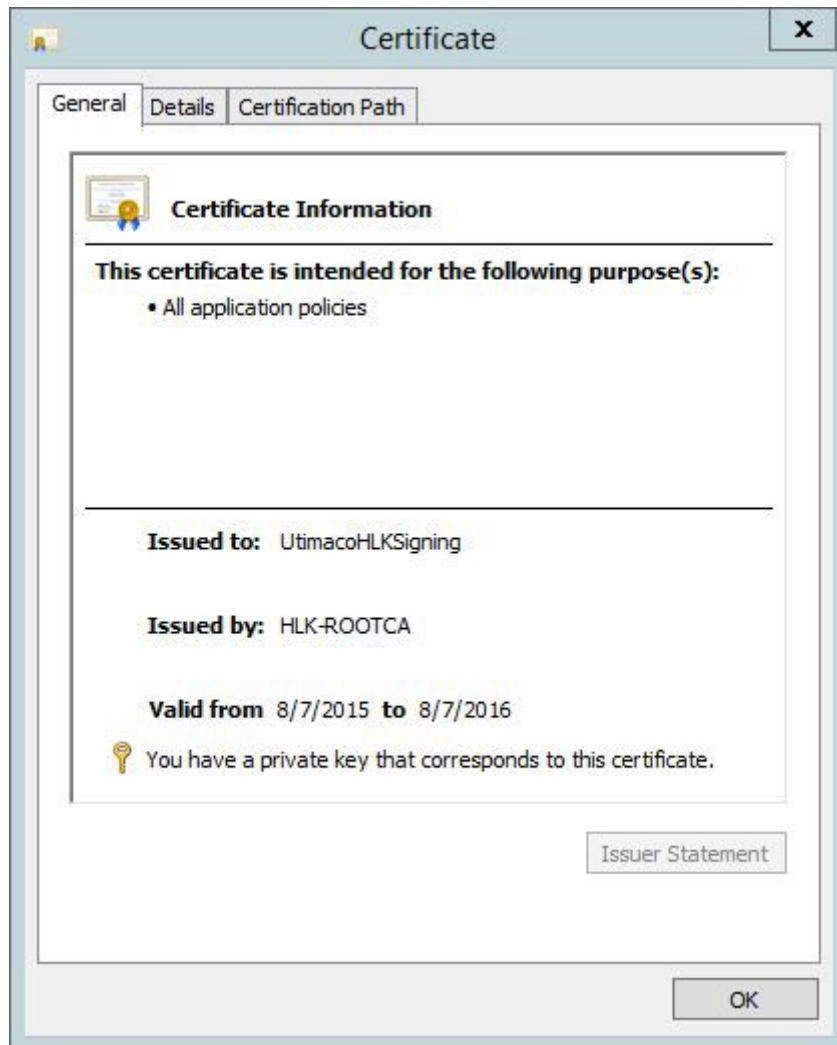 Certificate
x
General Details Certification Path
Certificate Information
This certificate is intended for the following purpose(s):
• All application policies
Issued to: UtimacoHLKSigning
Issued by: HLK-ROOTCA
Valid from 8/7/2015 to 8/7/2016
You have a private key that corresponds to this certificate.
Issuer Statement
OK